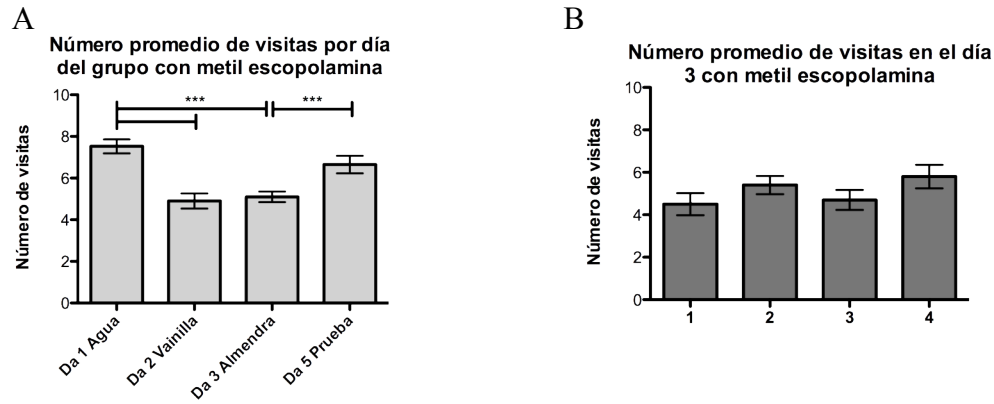 A
Número promedio de visitas por día
del grupo con metil escopolamina
10
8
6
4
2
0
Número de visitas
***
***
Da 1 Agua
Da 2 Vainilla
Da 3 Almendra
Da 5 Prueba
B
Número promedio de visitas en el día
3 con metil escopolamina
10
8
6
4
2
0
Número de visitas
1
2
3
4